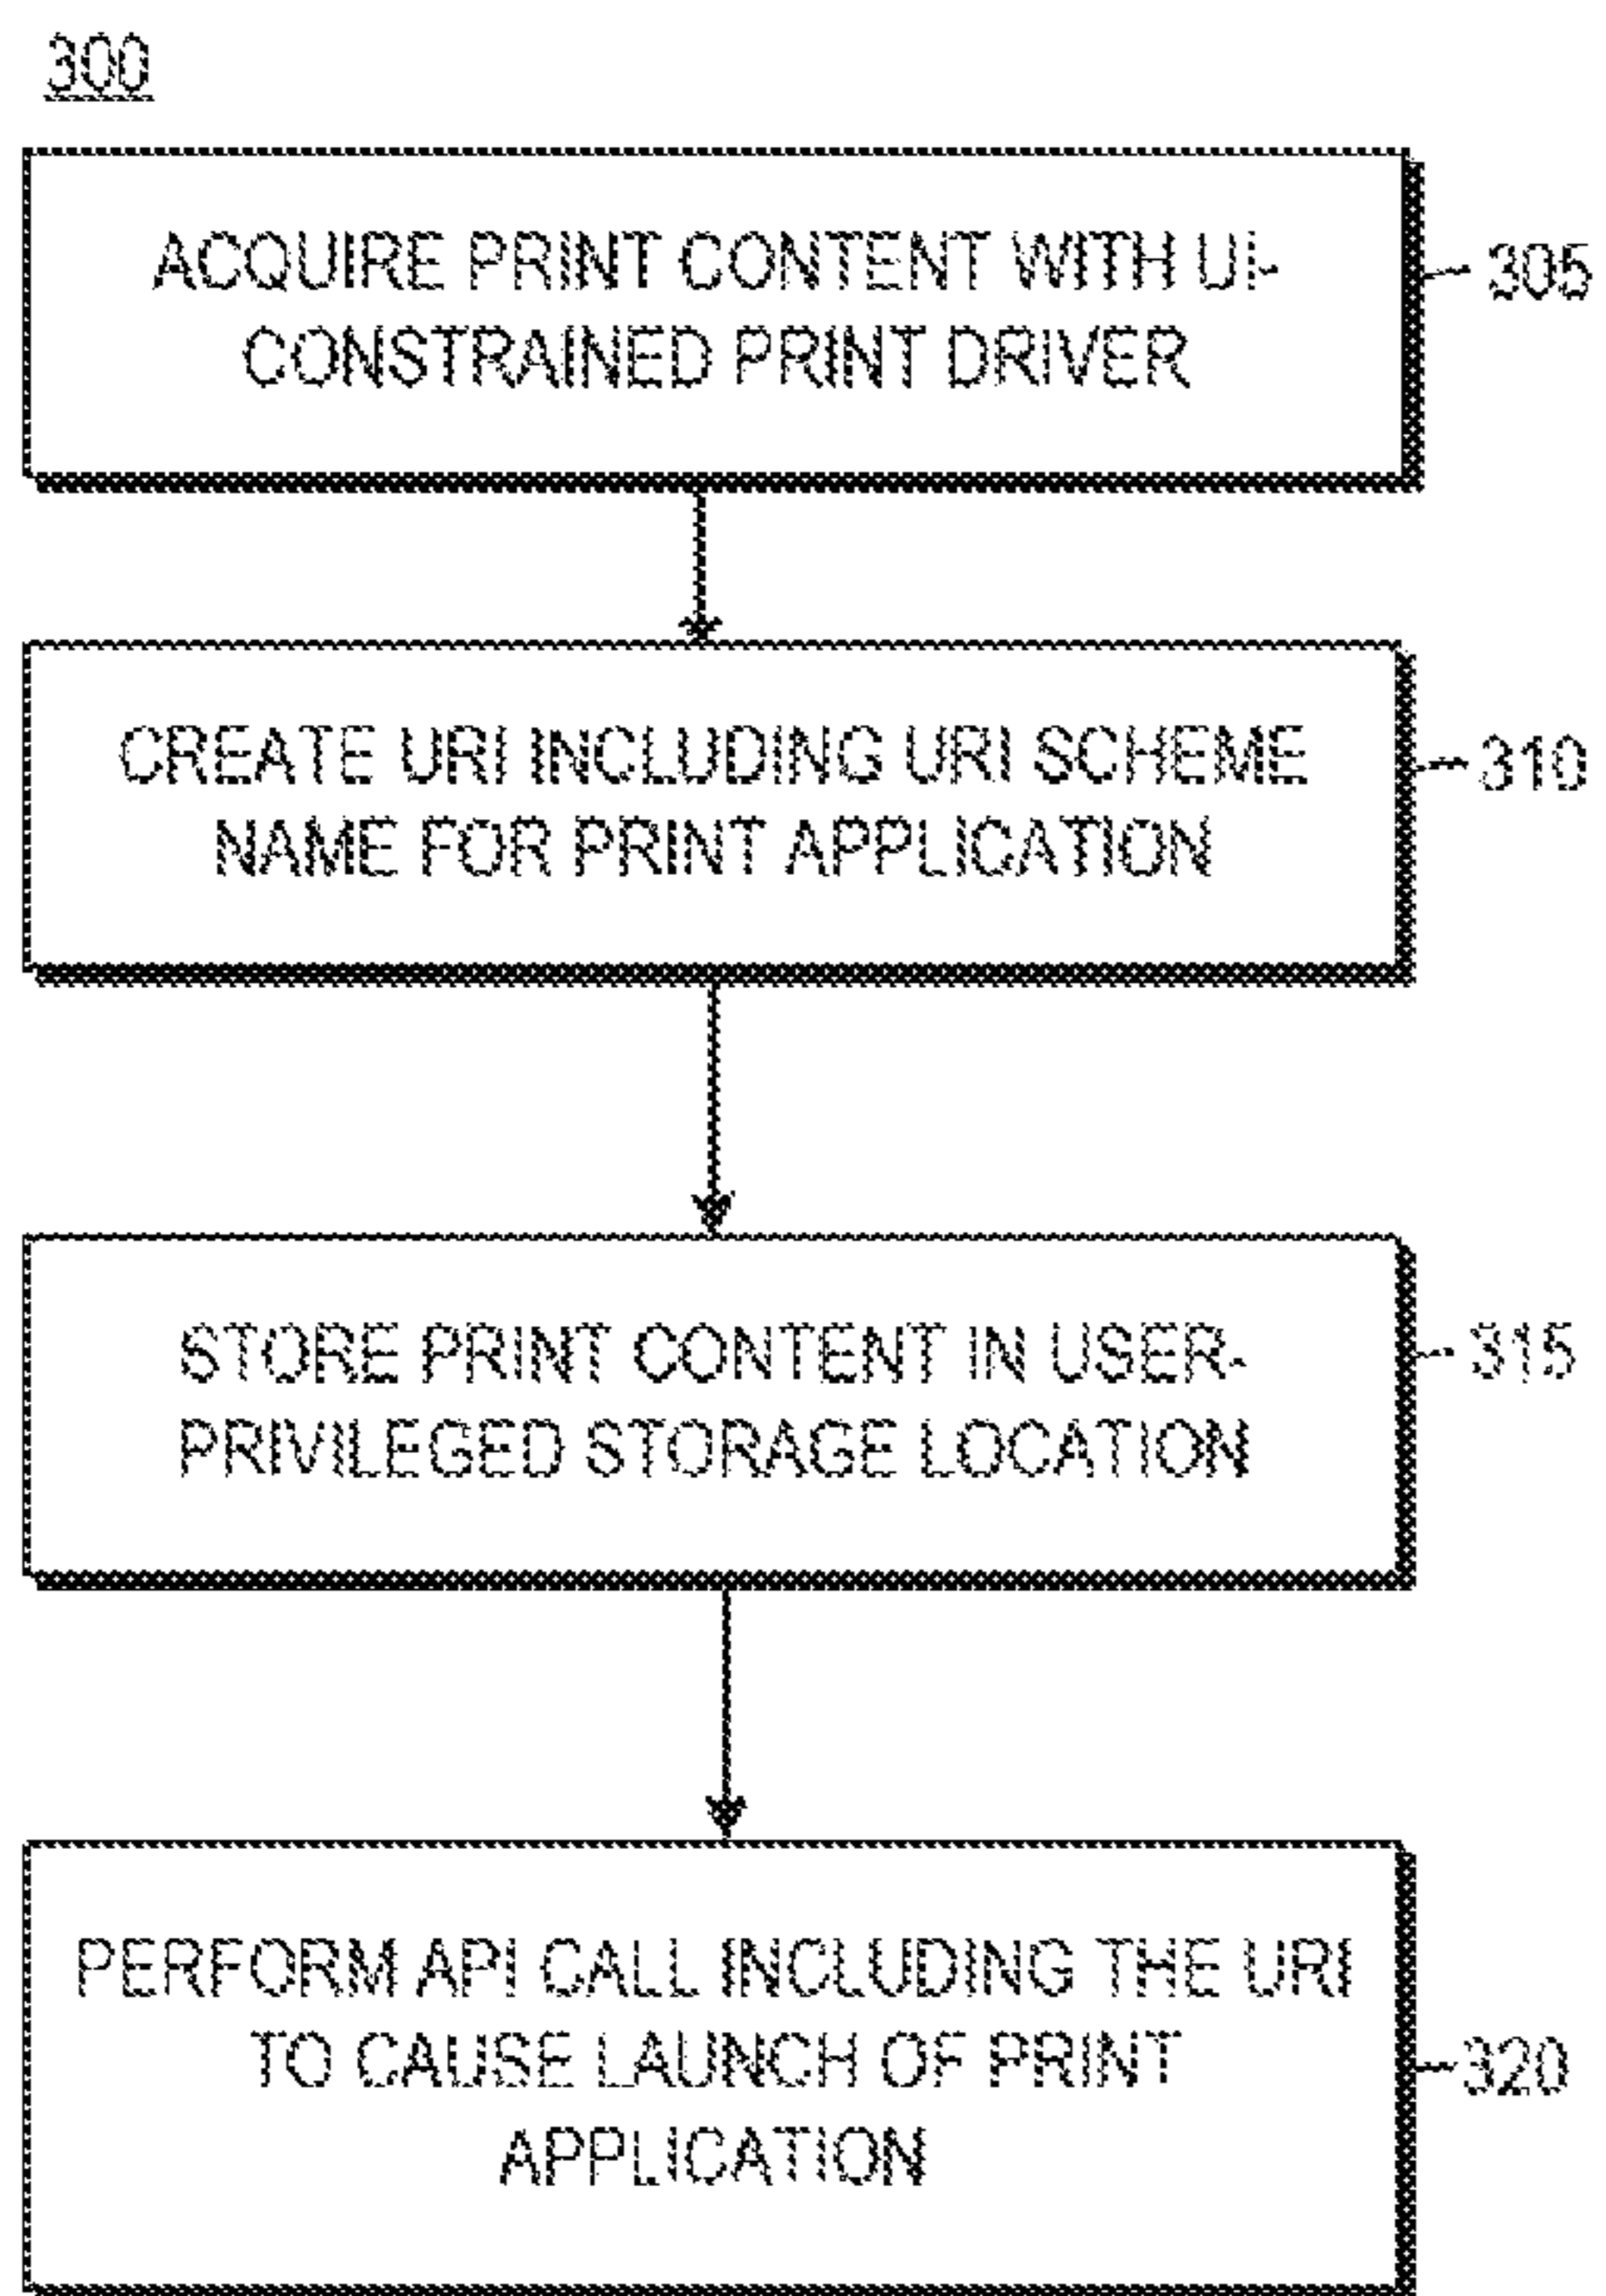 300
ACQUIRE PRINT CONTENT WITH UI-
CONSTRAINED PRINT DRIVER
305
CREATE URI INCLUDING URI SCHEME
NAME FOR PRINT APPLICATION
310
STORE PRINT CONTENT IN USER-
PRIVILEGED STORAGE LOCATION
315
PERFORM API CALL INCLUDING THE URI
TO CAUSE LAUNCH OF PRINT
APPLICATION
320